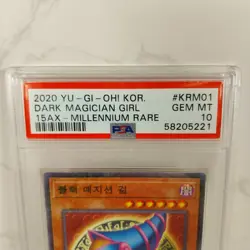 2020 YU-GI-OH! KOR. #KRM01
DARK MAGICIAN GIRL GEM MT
15AX - MILLENNIUM RARE 10
PSA 58205221
블랙 매지션 걸